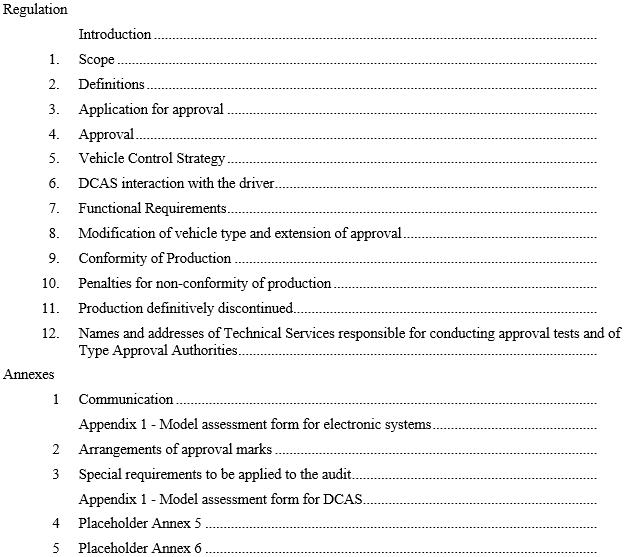 Regulation
Introduction
1. Scope
2. Definitions
3. Application for approval
4. Approval
5. Vehicle Control Strategy
6. DCAS interaction with the driver
7. Functional Requirements
8. Modification of vehicle type and extension of approval
9. Conformity of Production
10. Penalties for non-conformity of production
11. Production definitively discontinued
12. Names and addresses of Technical Services responsible for conducting approval tests and of
Type Approval Authorities
Annexes
1 Communication
Appendix 1 - Model assessment form for electronic systems
2 Arrangements of approval marks
3 Special requirements to be applied to the audit
Appendix 1 - Model assessment form for DCAS
4 Placeholder Annex 5
5 Placeholder Annex 6